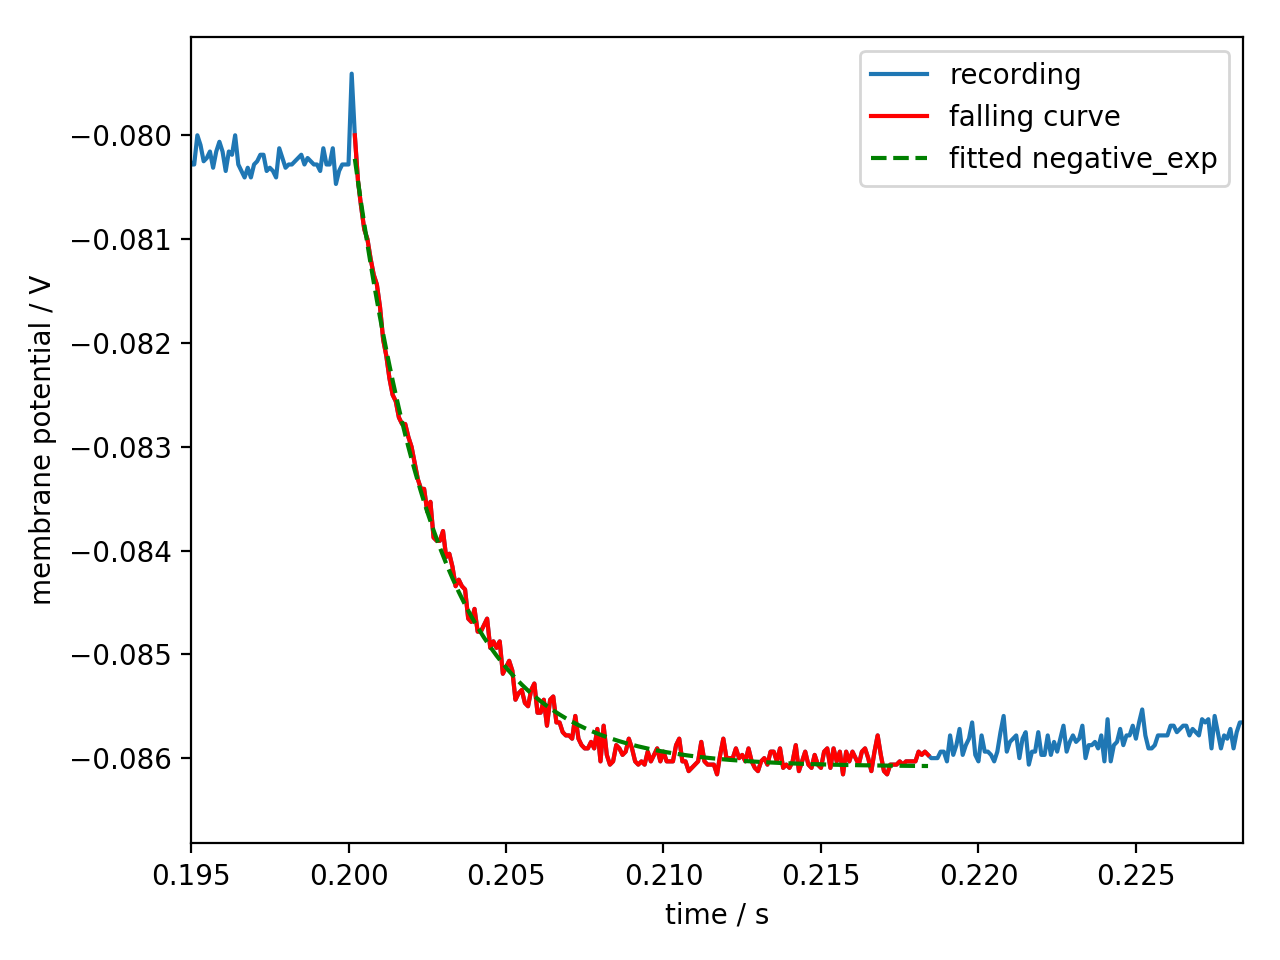 recording
falling curve
fitted negative_exp
−0.080
−0.081
−0.082
−0.083
−0.084
−0.085
−0.086
membrane potential / V
0.195 0.200 0.205 0.210 0.215 0.220 0.225
time / s